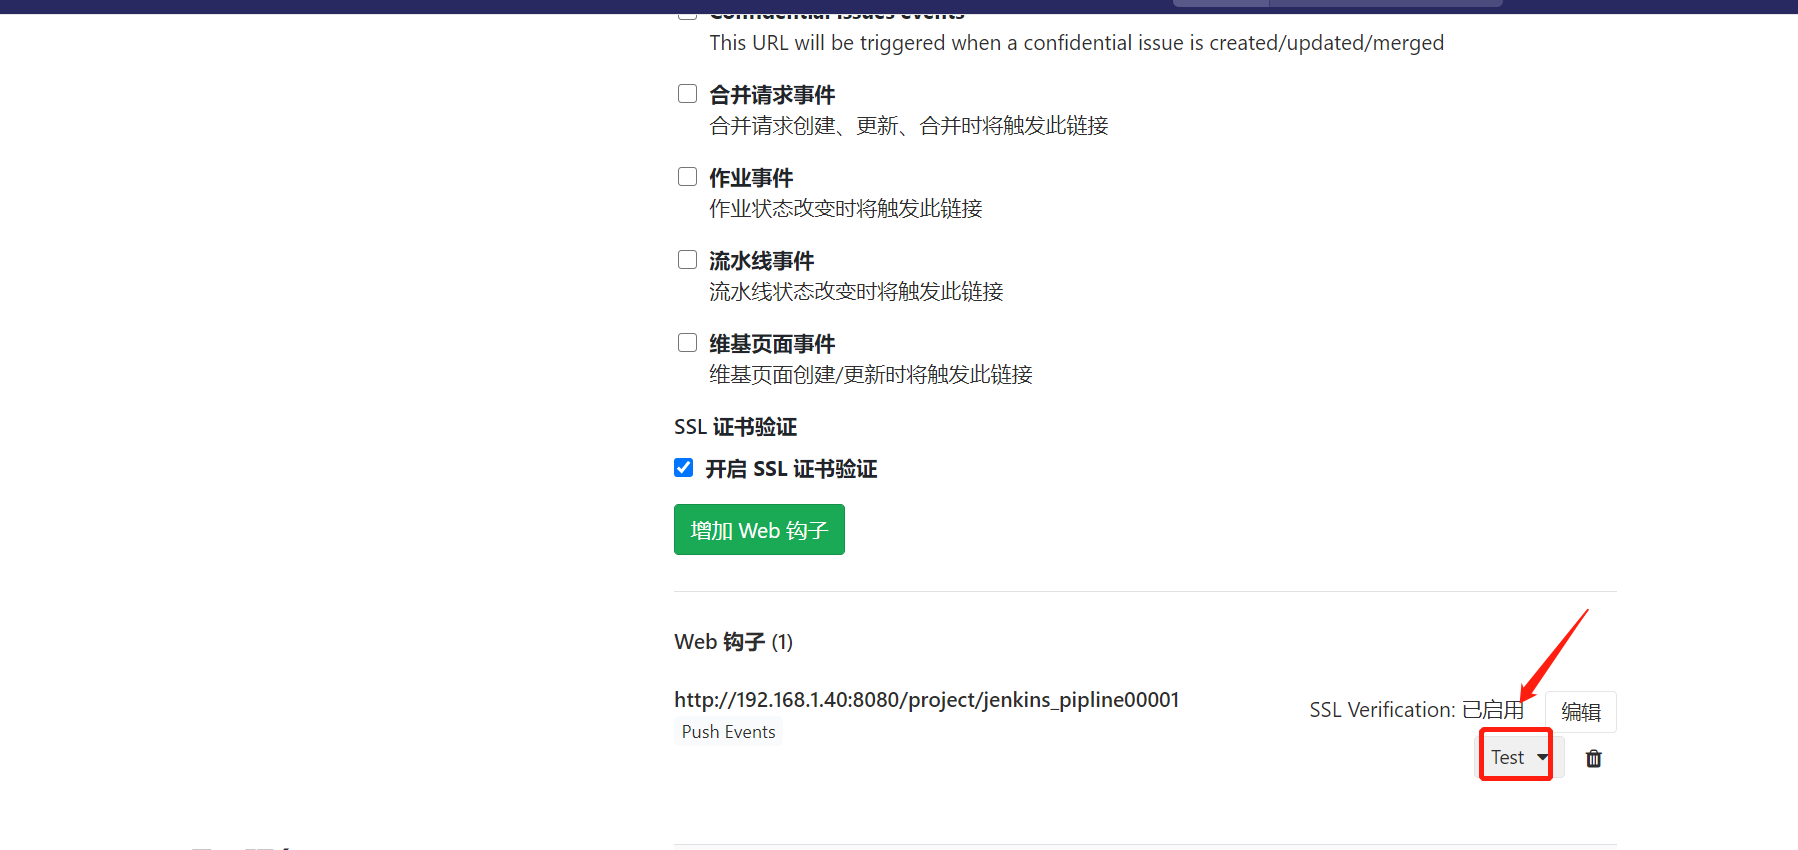 Confidential Issues events
This URL will be triggered when a confidential issue is created/updated/merged
合并请求事件
合并请求创建、更新、合并时将触发此链接
作业事件
作业状态改变时将触发此链接
流水线事件
流水线状态改变时将触发此链接
维基页面事件
维基页面创建/更新时将触发此链接
SSL 证书验证
开启 SSL 证书验证
增加 Web 钩子
Web 钩子 (1)
http://192.168.1.40:8080/project/jenkins_pipline00001
SSL Verification: 已启用
编辑
Push Events
Test